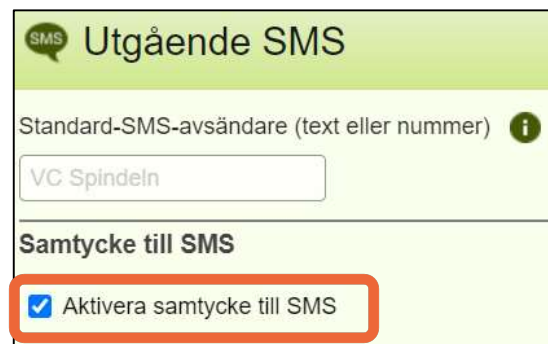 SMS Utgående SMS
Standard-SMS-avsändare (text eller nummer) i
VC Spindeln
Samtycke till SMS
Aktivera samtycke till SMS